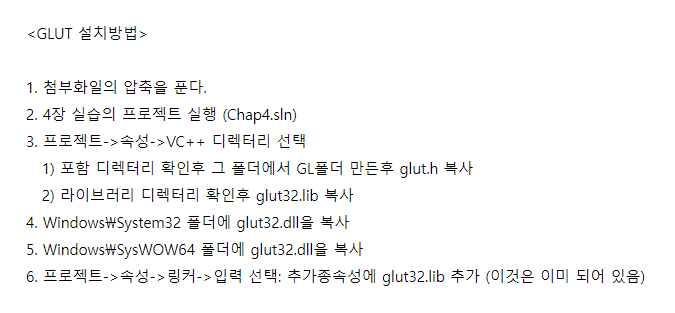 <GLUT 설치방법>
1. 첨부화일의 압축을 푼다.
2. 4장 실습의 프로젝트 실행 (Chap4.sln)
3. 프로젝트->속성->VC++ 디렉터리 선택
1) 포함 디렉터리 확인후 그 폴더에서 GL폴더 만든후 glut.h 복사
2) 라이브러리 디렉터리 확인후 glut32.lib 복사
4. Windows₩System32 폴더에 glut32.dll을 복사
5. Windows₩SysWOW64 폴더에 glut32.dll을 복사
6. 프로젝트->속성->링커->입력 선택: 추가종속성에 glut32.lib 추가 (이것은 이미 되어 있음)